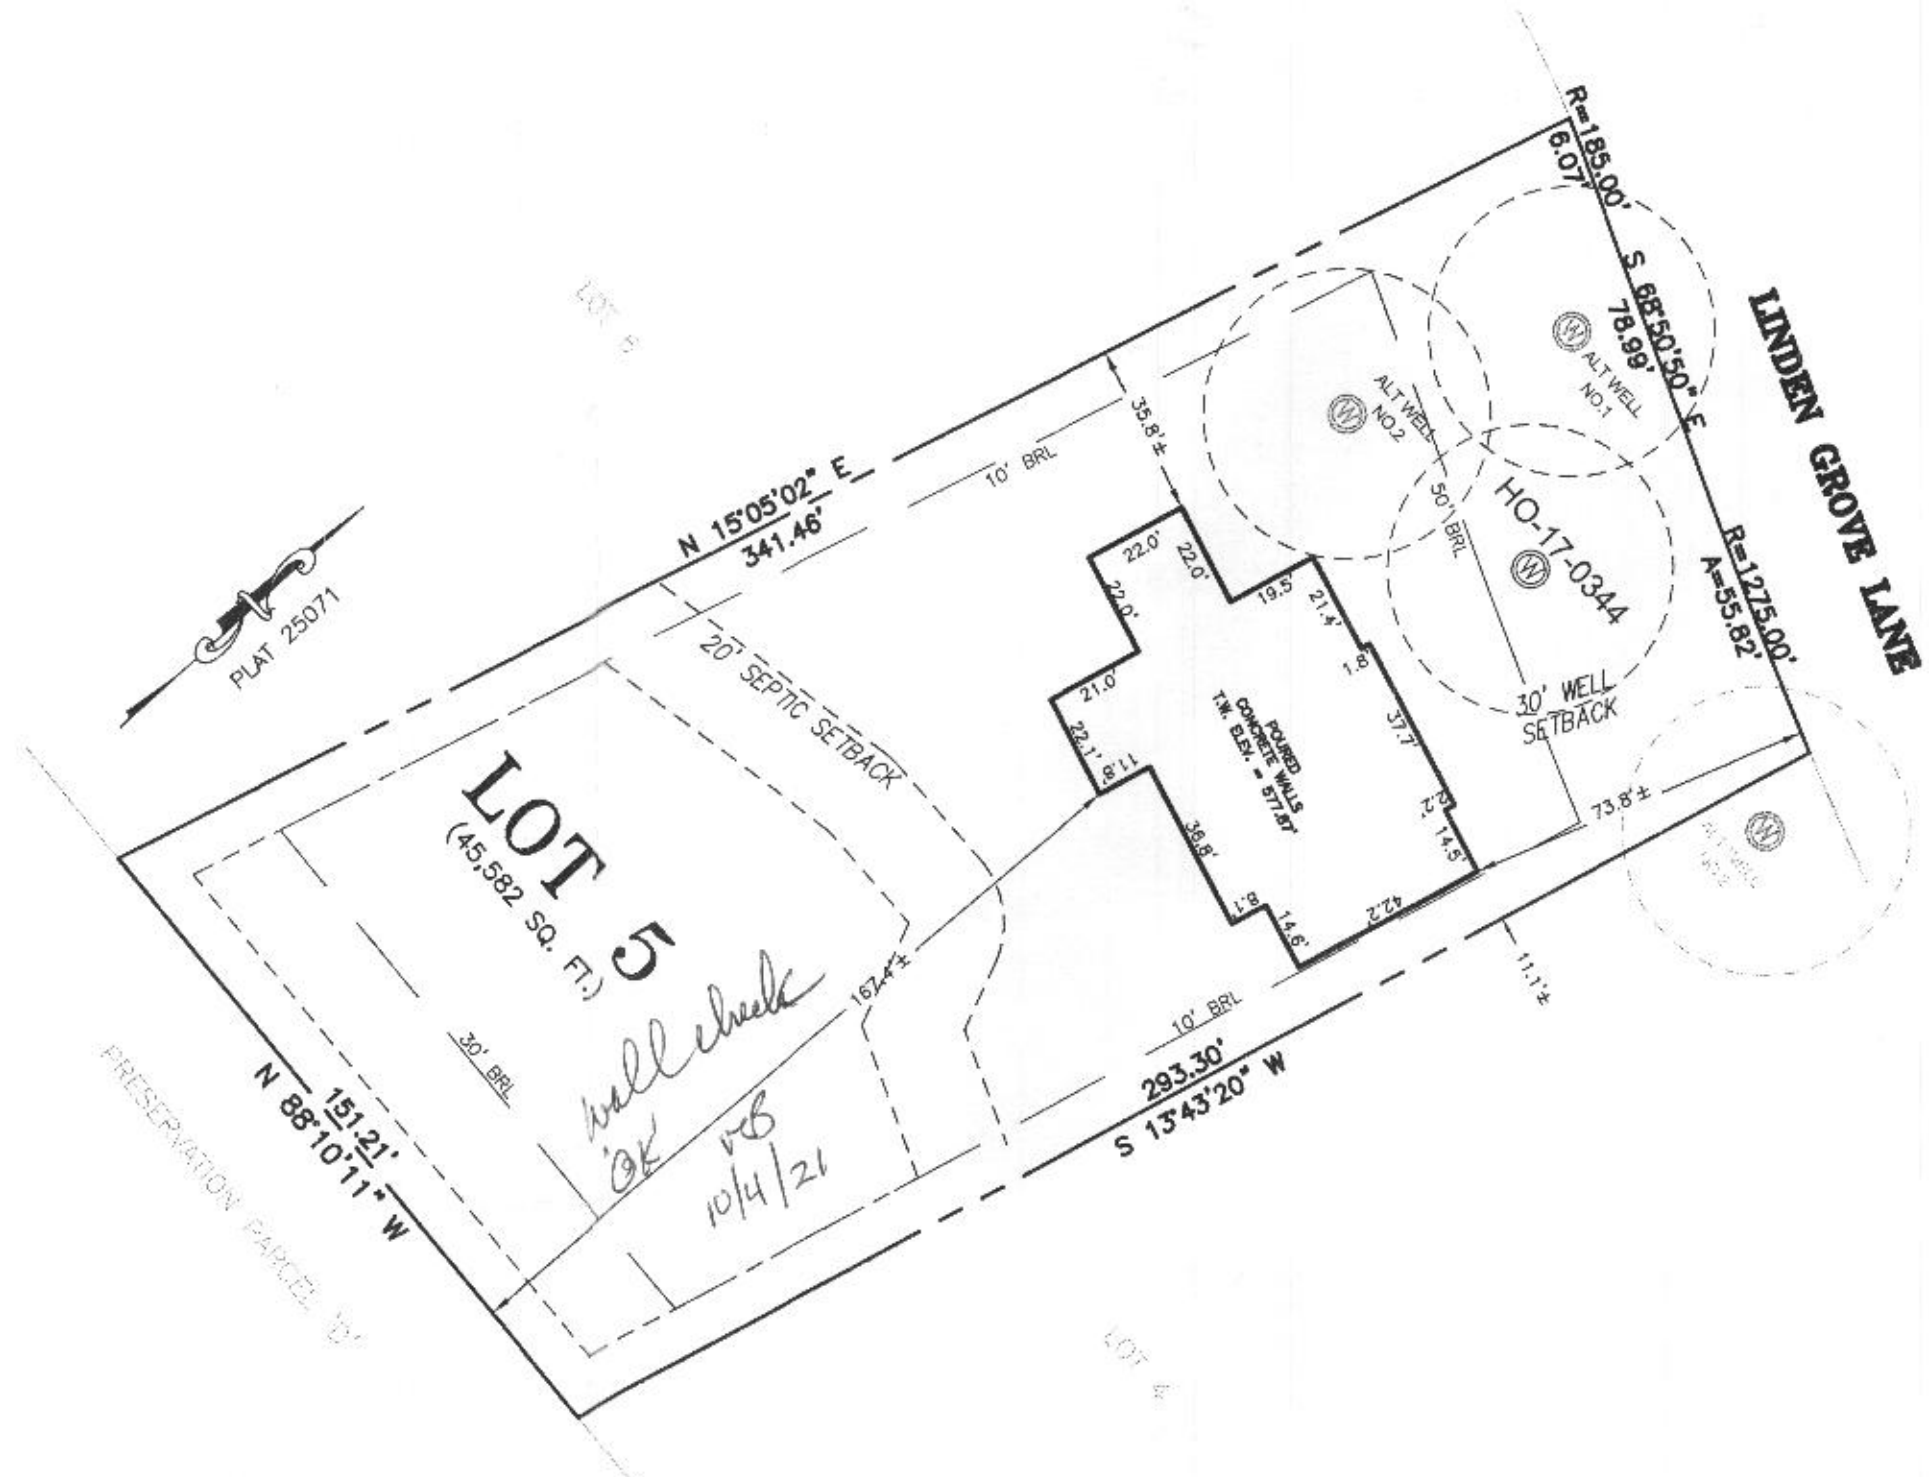 R=185.00'
6.07'
S 68°50'50" E
78.99'
LINDEN GROVE LANE
LOT 6
ALT WELL
NO.1
W
ALT WELL
NO.2
W
35.8'±
10' BRL
N 15°05'02" E
341.46'
50' BRL
HO-17-0344
W
R=1275.00'
A=55.82'
PLAT 25071
22.0'
22.0'
22.0'
19.5'
21.4'
1.8'
20' SEPTIC SETBACK
21.0'
22.1'
11.8'
POURED
CONCRETE WALLS
T.W. ELEV. = 577.87'
37.7'
30' WELL
SETBACK
2.2'
14.5'
73.8'±
W
LOT 5
(45,582 SQ. FT.)
36.8'
8.1'
14.6'
42.2'
11.1'±
167.4'±
wall check
'OK'
10/4/21
30' BRL
10' BRL
293.30'
S 13°43'20" W
151.21'
N 88°10'11" W
PRESERVATION PARCEL 'D'
LOT 4